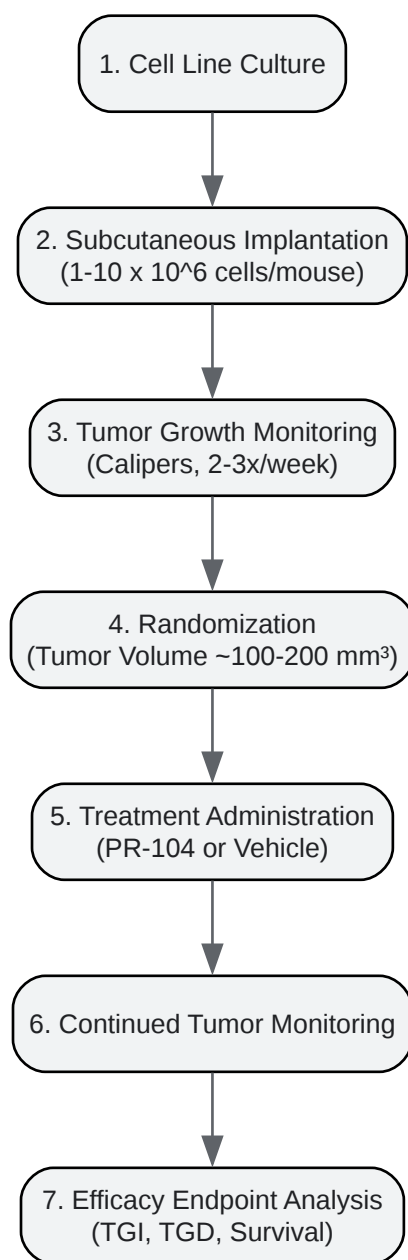 1. Cell Line Culture
2. Subcutaneous Implantation
(1-10 x 10^6 cells/mouse)
3. Tumor Growth Monitoring
(Calipers, 2-3x/week)
4. Randomization
(Tumor Volume ~100-200 mm³)
5. Treatment Administration
(PR-104 or Vehicle)
6. Continued Tumor Monitoring
7. Efficacy Endpoint Analysis
(TGI, TGD, Survival)